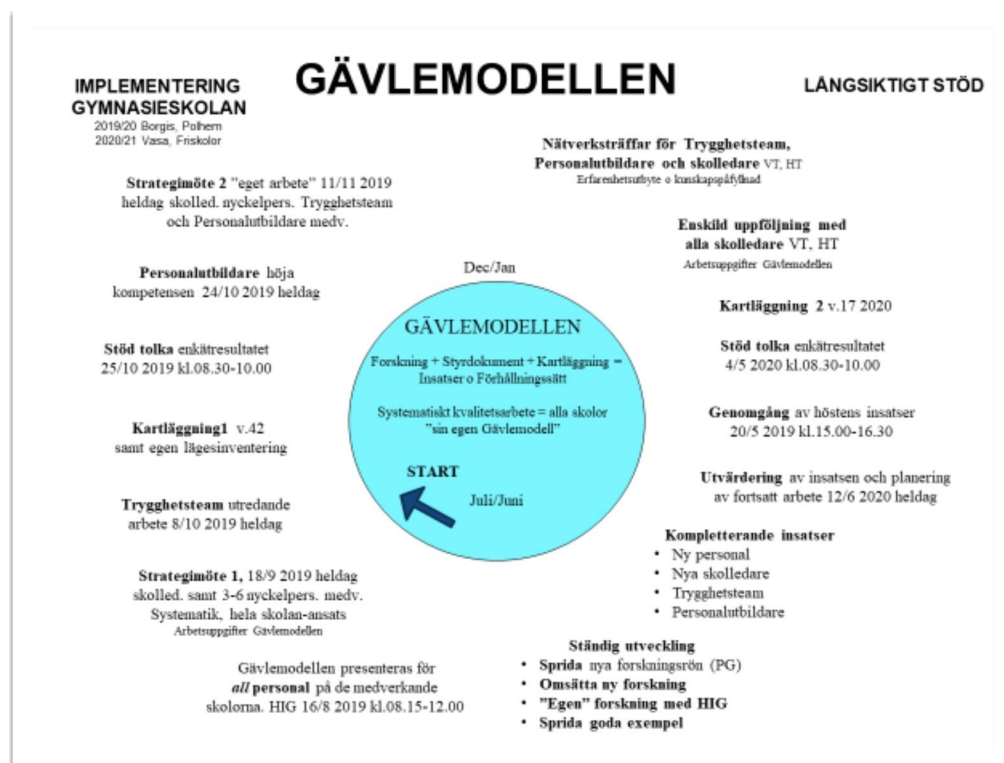 GÄVLEMODELLEN
IMPLEMENTERING
GYMNASIESKOLAN
2019/20 Borgis, Polhem
2020/21 Vasa, Friskolor
LÅNGSIKTIGT STÖD
Strategimöte 2 ”eget arbete” 11/11 2019
heldag skolled. nyckelpers. Trygghetsteam
och Personalutbildare medv.
Personalutbildare höja
kompetensen 24/10 2019 heldag
Stöd tolka enkätresultatet
25/10 2019 kl.08.30-10.00
Kartläggning1 v.42
samt egen lägesinventering
Trygghetsteam utredande
arbete 8/10 2019 heldag
Strategimöte 1, 18/9 2019 heldag
skolled. samt 3-6 nyckelpers. medv.
Systematik, hela skolan-ansats
Arbetsuppgifter Gävlemodellen
Gävlemodellen presenteras för
all personal på de medverkande
skolorna. HIG 16/8 2019 kl.08.15-12.00
Dec/Jan
GÄVLEMODELLEN
Forskning + Styrdokument + Kartläggning =
Insatser o Förhållningssätt
Systematiskt kvalitetsarbete = alla skolor
”sin egen Gävlemodell”
START
Juli/Juni
Nätverksträffar för Trygghetsteam,
Personalutbildare och skolledare VT, HT
Erfarenhetsutbyte o kunskapspåfyllnad
Enskild uppföljning med
alla skolledare VT, HT
Arbetsuppgifter Gävlemodellen
Kartläggning 2 v.17 2020
Stöd tolka enkätresultatet
4/5 2020 kl.08.30-10.00
Genomgång av höstens insatser
20/5 2019 kl.15.00-16.30
Utvärdering av insatsen och planering
av fortsatt arbete 12/6 2020 heldag
Kompletterande insatser
• Ny personal
• Nya skolledare
• Trygghetsteam
• Personalutbildare
Ständig utveckling
• Sprida nya forskningsrön (PG)
• Omsätta ny forskning
• ”Egen” forskning med HIG
• Sprida goda exempel